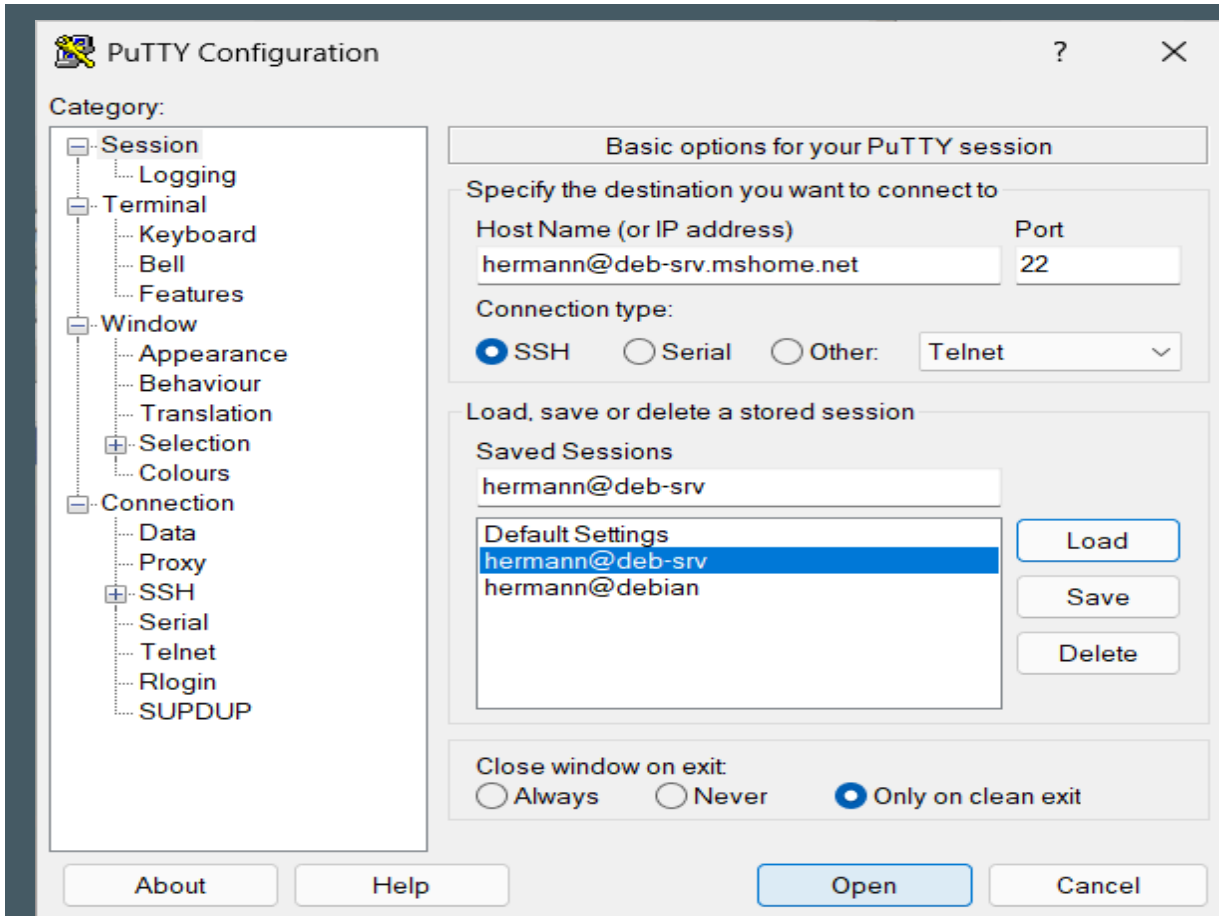 PuTTY Configuration
?
Category:
Session
Logging
Terminal
Keyboard
Bell
Features
Window
Appearance
Behaviour
Translation
Selection
Colours
Connection
Data
Proxy
SSH
Serial
Telnet
Rlogin
SUPDUP
Basic options for your PuTTY session
Specify the destination you want to connect to
Host Name (or IP address) Port
hermann@deb-srv.mshome.net 22
Connection type:
SSH Serial Other: Telnet
Load, save or delete a stored session
Saved Sessions
hermann@deb-srv
Default Settings
hermann@deb-srv
hermann@debian
Load
Save
Delete
Close window on exit:
Always Never Only on clean exit
About Help Open Cancel